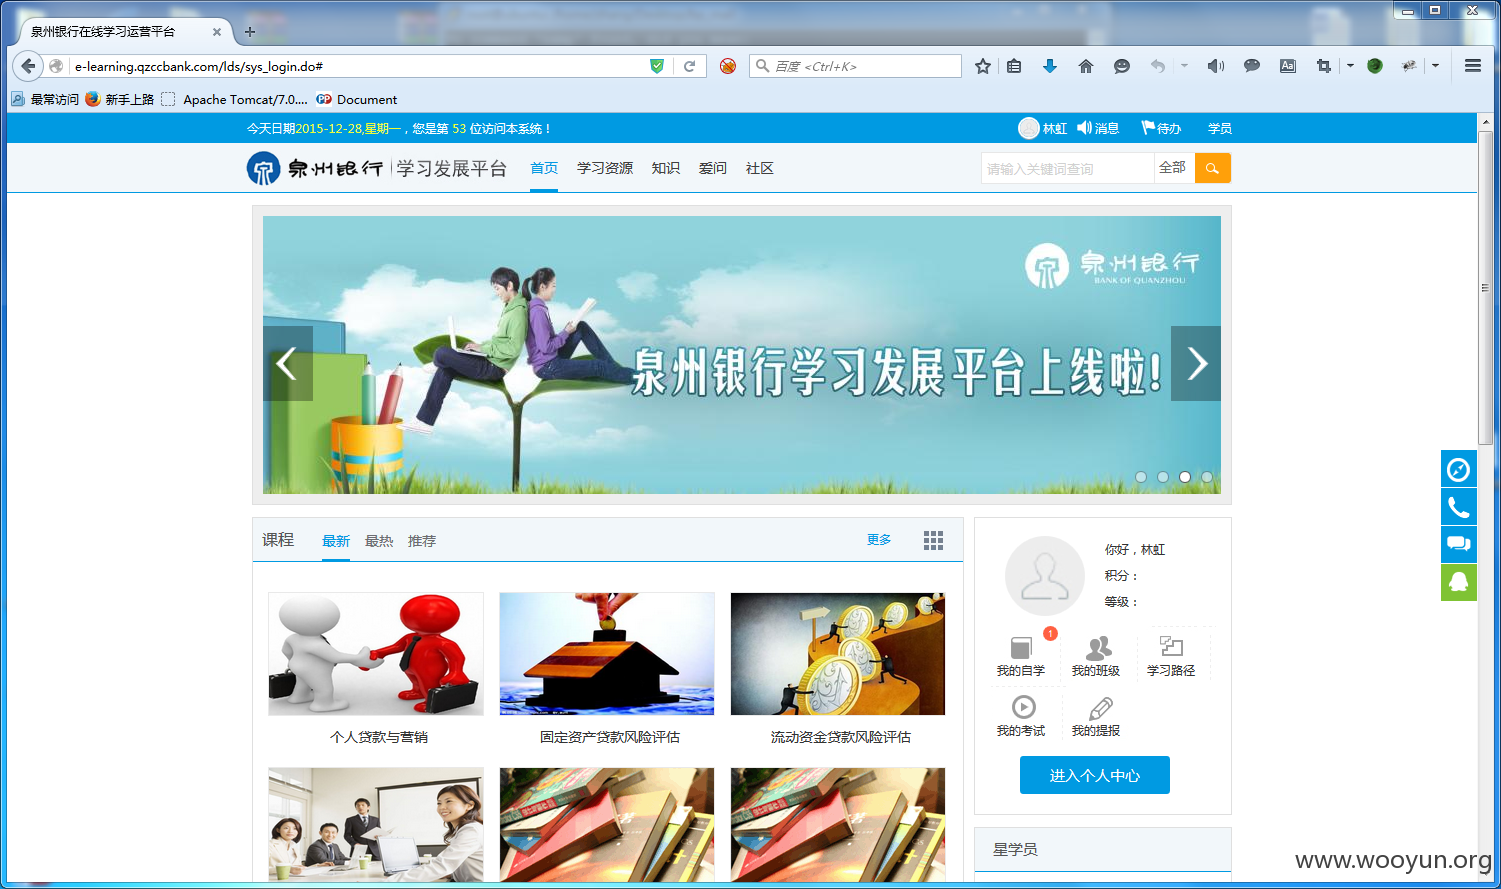 泉州银行在线学习运营平台
e-learning.qzccbank.com/lds/sys_login.do#
百度 <Ctrl+K>
最常访问 新手上路 Apache Tomcat/7.0.... Document
今天日期2015-12-28,星期一，您是第 53 位访问本系统！
林虹 消息 待办 学员
泉州银行 学习发展平台
首页 学习资源 知识 爱问 社区
请输入关键词查询 全部
泉州银行
BANK OF QUANZHOU
泉州银行学习发展平台上线啦!
课程 最新 最热 推荐 更多
个人贷款与营销
固定资产贷款风险评估
流动资金贷款风险评估
你好，林虹
积分：
等级：
1
我的自学 我的班级 学习路径
我的考试 我的提报
进入个人中心
星学员
www.wooyun.org